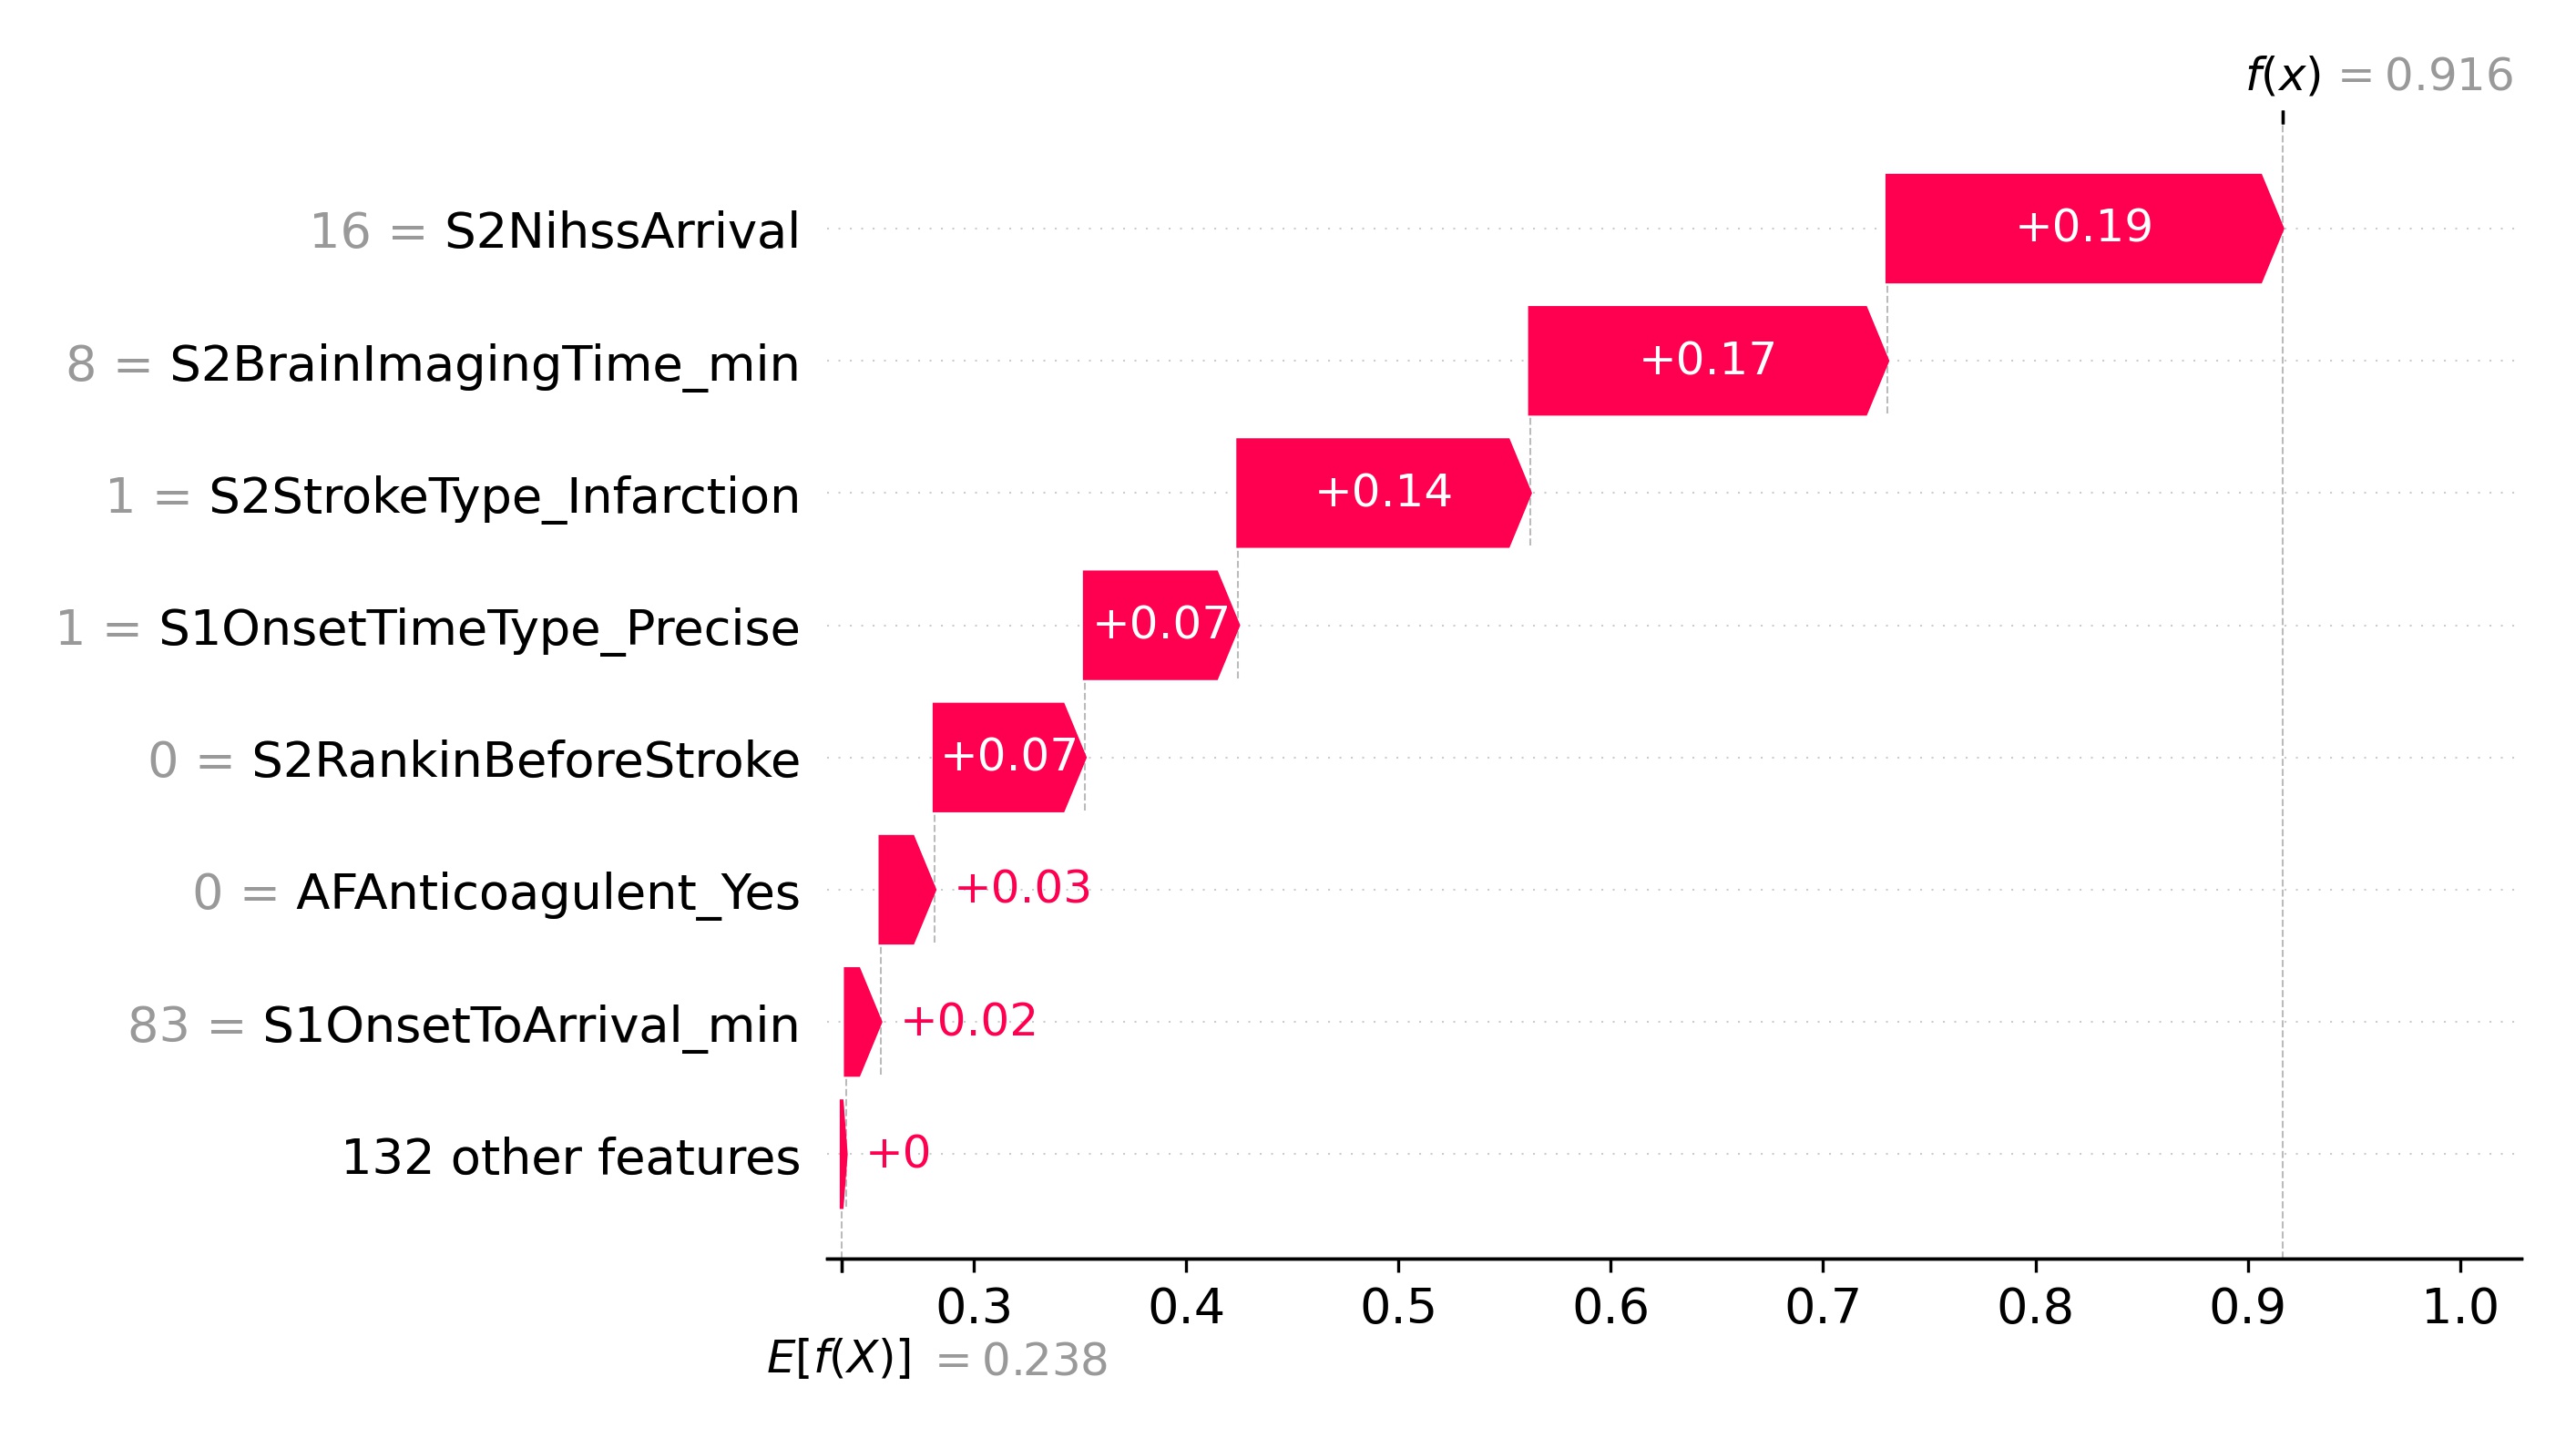 f(x) = 0.916
16 = S2NihssArrival +0.19
8 = S2BrainImagingTime_min +0.17
1 = S2StrokeType_Infarction +0.14
1 = S1OnsetTimeType_Precise +0.07
0 = S2RankinBeforeStroke +0.07
0 = AFAnticoagulent_Yes +0.03
83 = S1OnsetToArrival_min +0.02
132 other features +0
0.3 0.4 0.5 0.6 0.7 0.8 0.9 1.0
E[f(X)] = 0.238